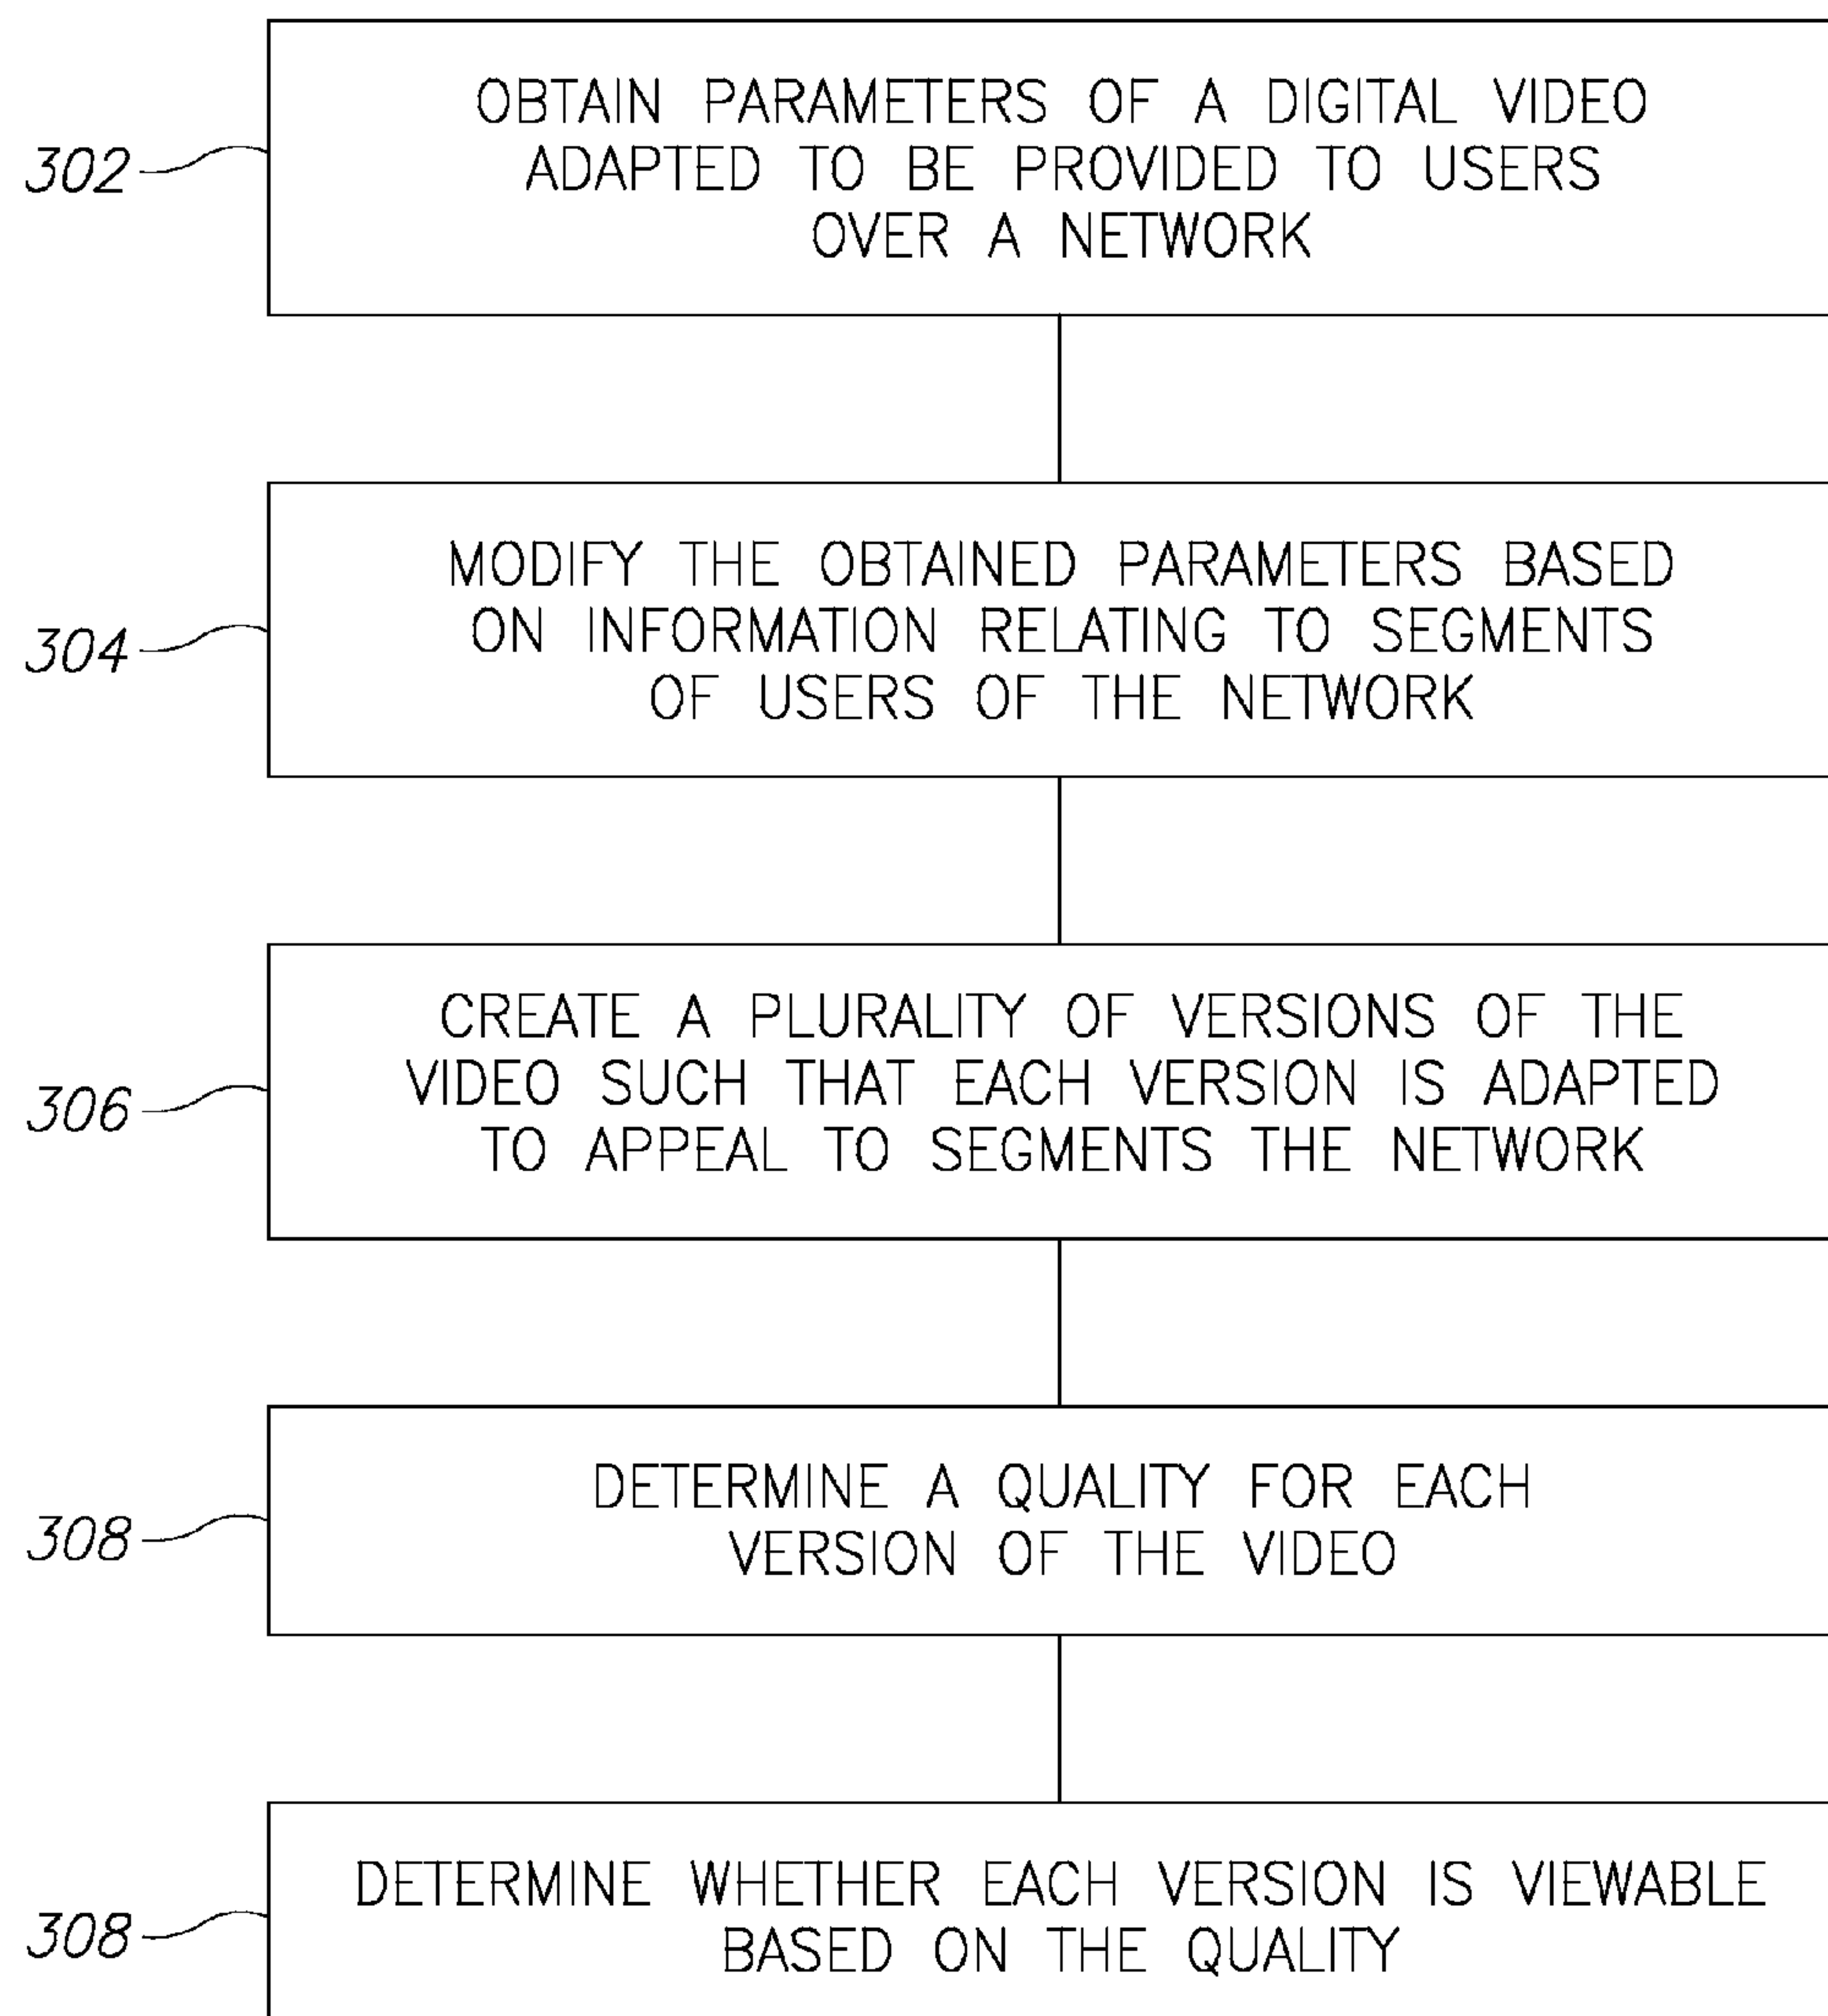 OBTAIN PARAMETERS OF A DIGITAL VIDEO
ADAPTED TO BE PROVIDED TO USERS
OVER A NETWORK
302
MODIFY THE OBTAINED PARAMETERS BASED
ON INFORMATION RELATING TO SEGMENTS
OF USERS OF THE NETWORK
304
CREATE A PLURALITY OF VERSIONS OF THE
VIDEO SUCH THAT EACH VERSION IS ADAPTED
TO APPEAL TO SEGMENTS THE NETWORK
306
DETERMINE A QUALITY FOR EACH
VERSION OF THE VIDEO
308
DETERMINE WHETHER EACH VERSION IS VIEWABLE
BASED ON THE QUALITY
308